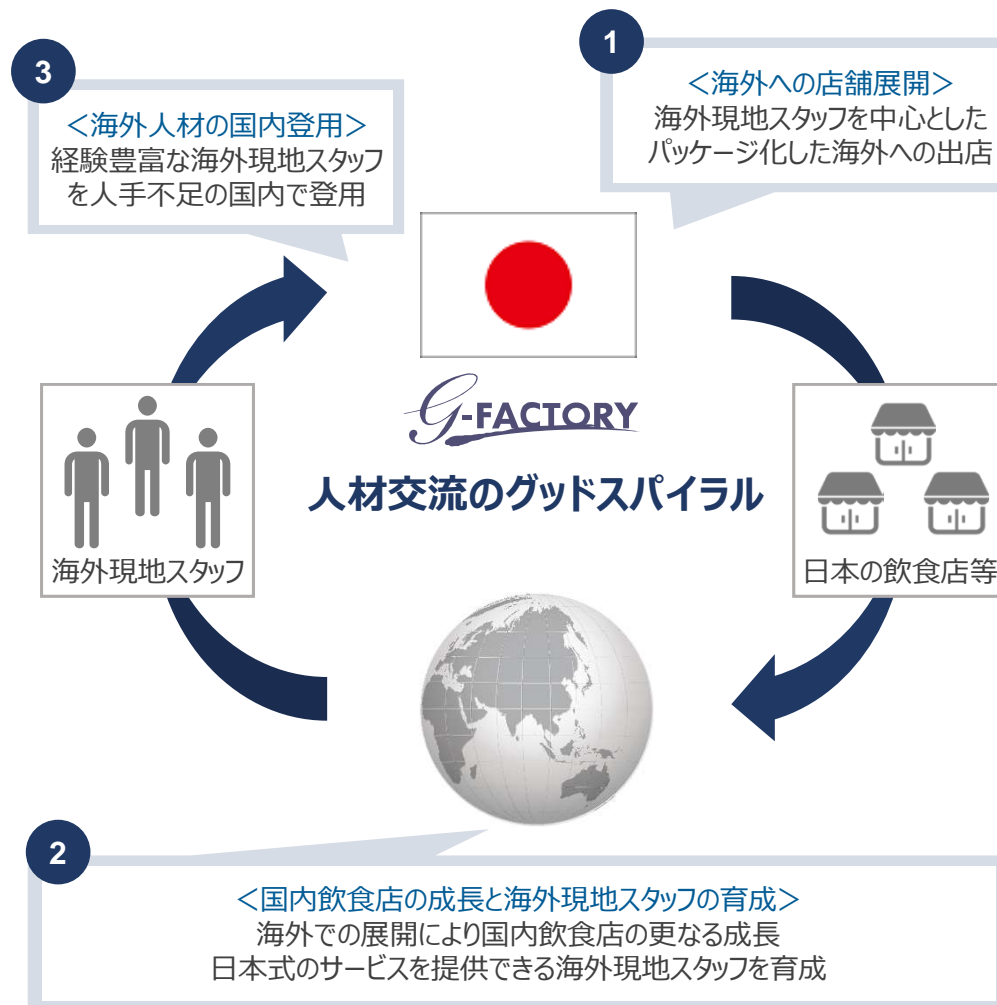 1
＜海外への店舗展開＞
海外現地スタッフを中心とした
パッケージ化した海外への出店
3
＜海外人材の国内登用＞
経験豊富な海外現地スタッフ
を人手不足の国内で登用
G-FACTORY
人材交流のグッドスパイラル
海外現地スタッフ
日本の飲食店等
2
＜国内飲食店の成長と海外現地スタッフの育成＞
海外での展開により国内飲食店の更なる成長
日本式のサービスを提供できる海外現地スタッフを育成